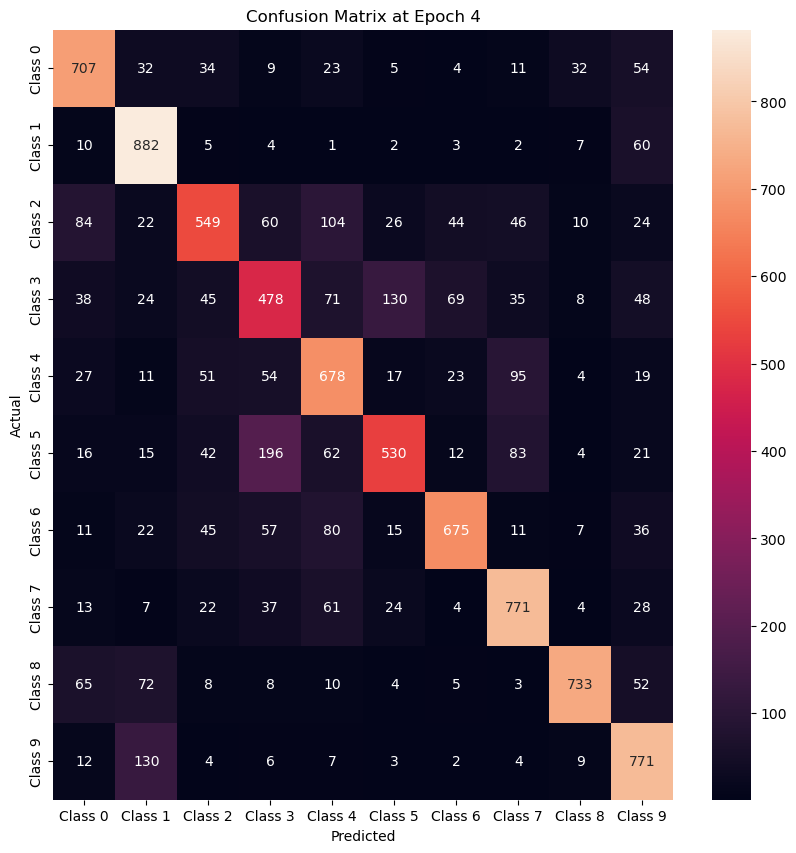 Confusion Matrix at Epoch 4
Actual
Class 0 707 32 34 9 23 5 4 11 32 54
Class 1 10 882 5 4 1 2 3 2 7 60
Class 2 84 22 549 60 104 26 44 46 10 24
Class 3 38 24 45 478 71 130 69 35 8 48
Class 4 27 11 51 54 678 17 23 95 4 19
Class 5 16 15 42 196 62 530 12 83 4 21
Class 6 11 22 45 57 80 15 675 11 7 36
Class 7 13 7 22 37 61 24 4 771 4 28
Class 8 65 72 8 8 10 4 5 3 733 52
Class 9 12 130 4 6 7 3 2 4 9 771
Class 0 Class 1 Class 2 Class 3 Class 4 Class 5 Class 6 Class 7 Class 8 Class 9
Predicted
800
700
600
500
400
300
200
100